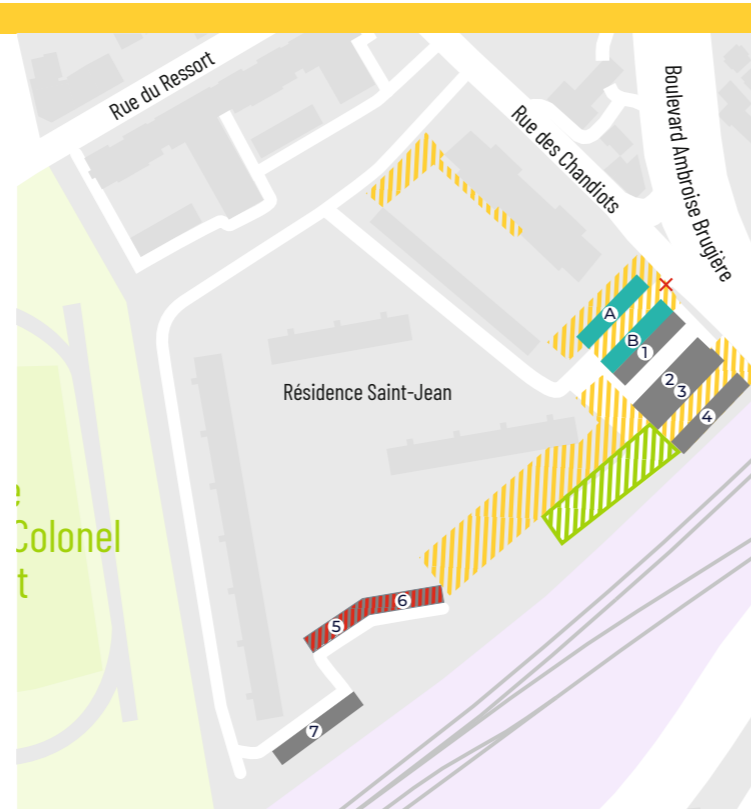 Rue du Ressort
Rue des Chandiots
Boulevard Ambroise Brugière
A
B
1
2
3
4
Résidence Saint-Jean
Colonel
5
6
7